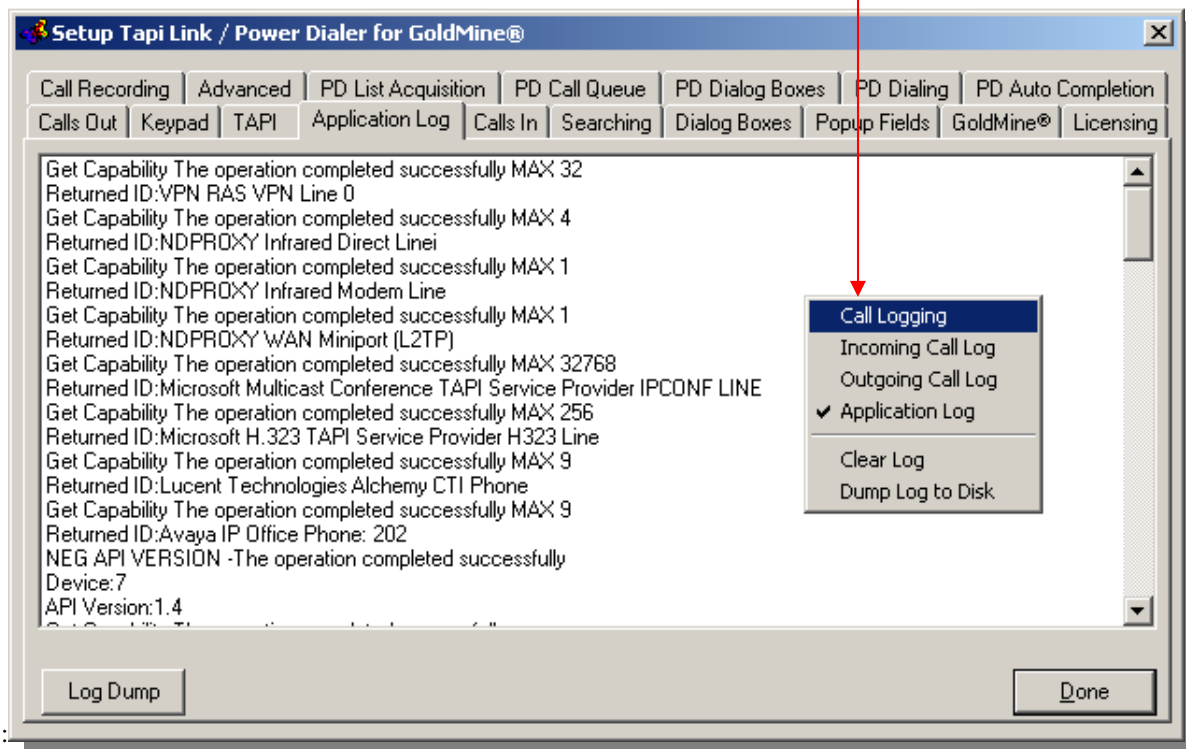 Setup Tapi Link / Power Dialer for GoldMine®
Call Recording Advanced PD List Acquisition PD Call Queue PD Dialog Boxes PD Dialing PD Auto Completion
Calls Out Keypad TAPI Application Log Calls In Searching Dialog Boxes Popup Fields GoldMine® Licensing
Get Capability The operation completed successfully MAX 32
Returned ID:VPN RAS VPN Line 0
Get Capability The operation completed successfully MAX 4
Returned ID:NDPROXY Infrared Direct Linei
Get Capability The operation completed successfully MAX 1
Returned ID:NDPROXY Infrared Modem Line
Get Capability The operation completed successfully MAX 1
Returned ID:NDPROXY WAN Miniport (L2TP)
Get Capability The operation completed successfully MAX 32768
Returned ID:Microsoft Multicast Conference TAPI Service Provider IPCONF LINE
Get Capability The operation completed successfully MAX 256
Returned ID:Microsoft H.323 TAPI Service Provider H323 Line
Get Capability The operation completed successfully MAX 9
Returned ID:Lucent Technologies Alchemy CTI Phone
Get Capability The operation completed successfully MAX 9
Returned ID:Avaya IP Office Phone: 202
NEG API VERSION -The operation completed successfully
Device:7
API Version:1.4
Call Logging
Incoming Call Log
Outgoing Call Log
Application Log
Clear Log
Dump Log to Disk
Log Dump
Done
: